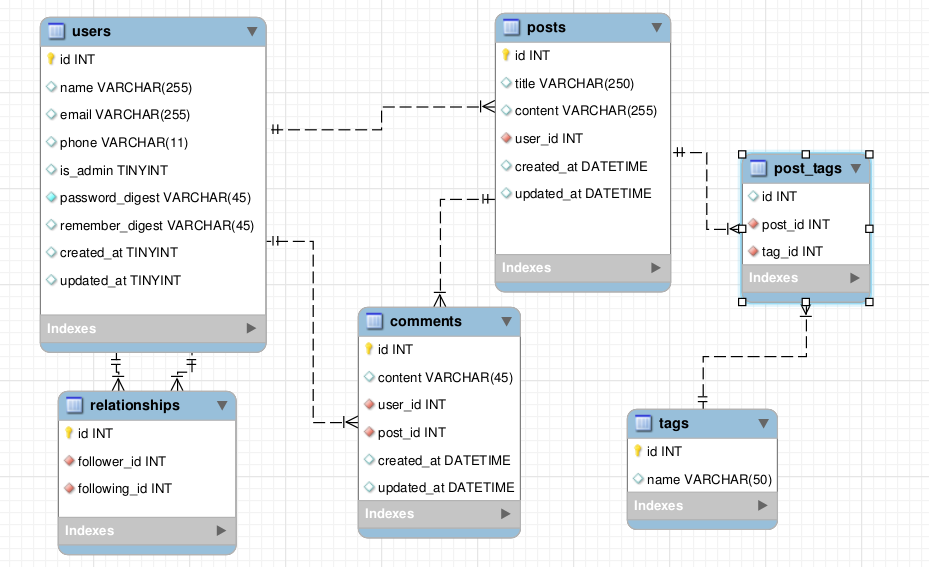 users
id INT
name VARCHAR(255)
email VARCHAR(255)
phone VARCHAR(11)
is_admin TINYINT
password_digest VARCHAR(45)
remember_digest VARCHAR(45)
created_at TINYINT
updated_at TINYINT
Indexes
posts
id INT
title VARCHAR(250)
content VARCHAR(255)
user_id INT
created_at DATETIME
updated_at DATETIME
Indexes
post_tags
id INT
post_id INT
tag_id INT
Indexes
comments
id INT
content VARCHAR(45)
user_id INT
post_id INT
created_at DATETIME
updated_at DATETIME
Indexes
relationships
id INT
follower_id INT
following_id INT
Indexes
tags
id INT
name VARCHAR(50)
Indexes